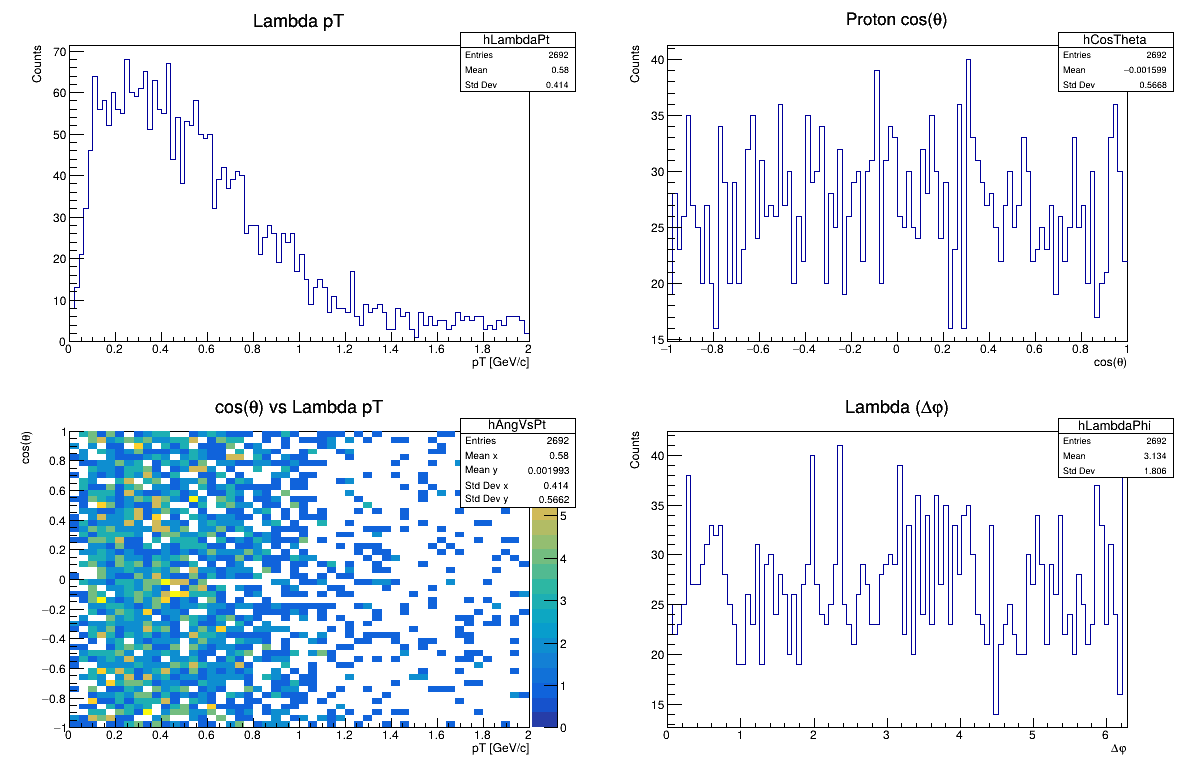 Lambda pT
Counts
hLambdaPt
Entries 2692
Mean 0.58
Std Dev 0.414
70
60
50
40
30
20
10
0
0 0.2 0.4 0.6 0.8 1 1.2 1.4 1.6 1.8 2
pT [GeV/c]
Proton cos(θ)
Counts
hCosTheta
Entries 2692
Mean −0.001599
Std Dev 0.5668
40
35
30
25
20
15
−1 −0.8 −0.6 −0.4 −0.2 0 0.2 0.4 0.6 0.8 1
cos(θ)
cos(θ) vs Lambda pT
cos(θ)
hAngVsPt
Entries 2692
Mean x 0.58
Mean y 0.001993
Std Dev x 0.414
Std Dev y 0.5662
1
0.8
0.6
0.4
0.2
0
−0.2
−0.4
−0.6
−0.8
−1
0 0.2 0.4 0.6 0.8 1 1.2 1.4 1.6 1.8 2
pT [GeV/c]
5
4
3
2
1
0
Lambda (Δφ)
Counts
hLambdaPhi
Entries 2692
Mean 3.134
Std Dev 1.806
40
35
30
25
20
15
0 1 2 3 4 5 6
Δφ